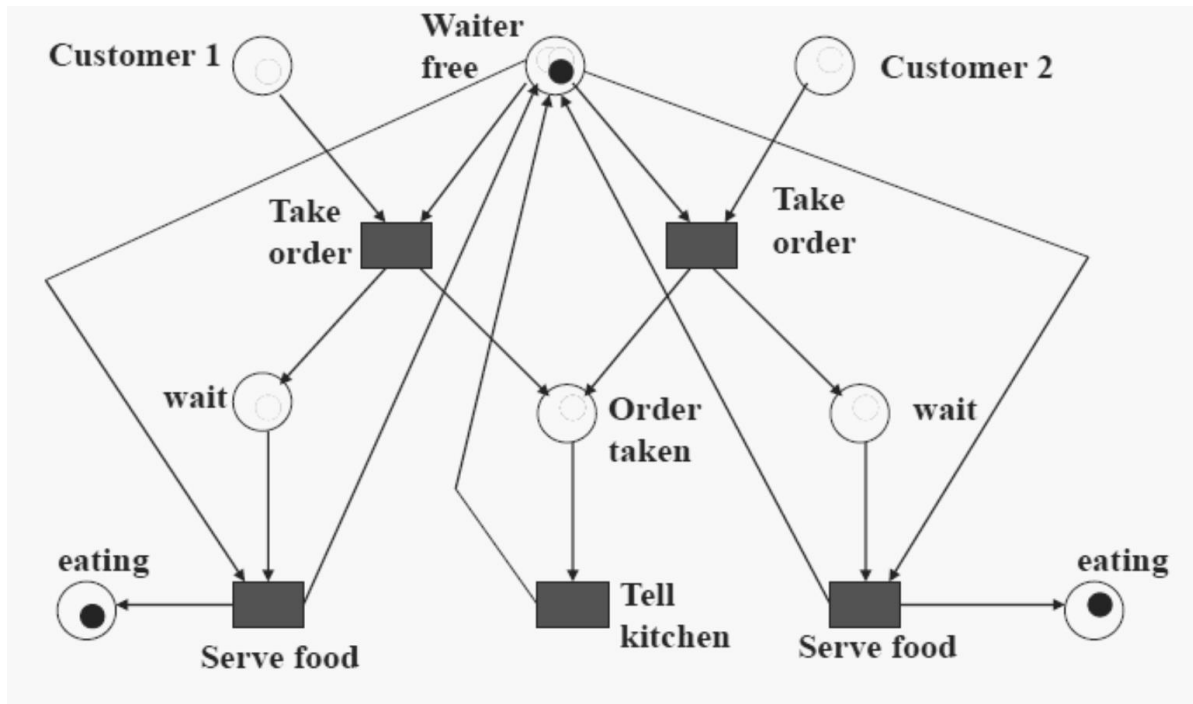 Customer 1
Waiter
free
Customer 2
Take
order
Take
order
wait
Order
taken
wait
eating
eating
Serve food
Tell
kitchen
Serve food